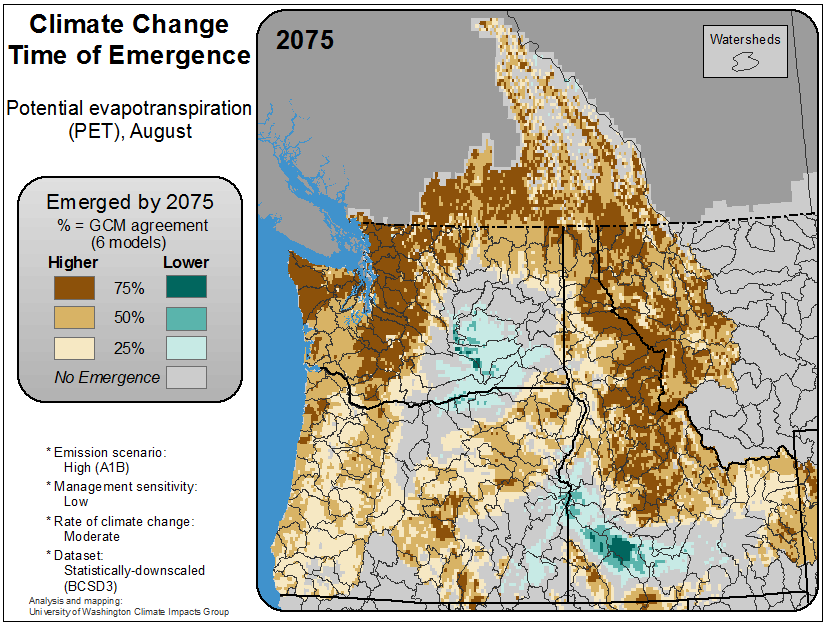 Climate Change
Time of Emergence
Potential evapotranspiration
(PET), August
Emerged by 2075
% = GCM agreement
(6 models)
Higher Lower
75%
50%
25%
No Emergence
* Emission scenario:
High (A1B)
* Management sensitivity:
Low
* Rate of climate change:
Moderate
* Dataset:
Statistically-downscaled
(BCSD3)
Analysis and mapping:
University of Washington Climate Impacts Group
2075
Watersheds